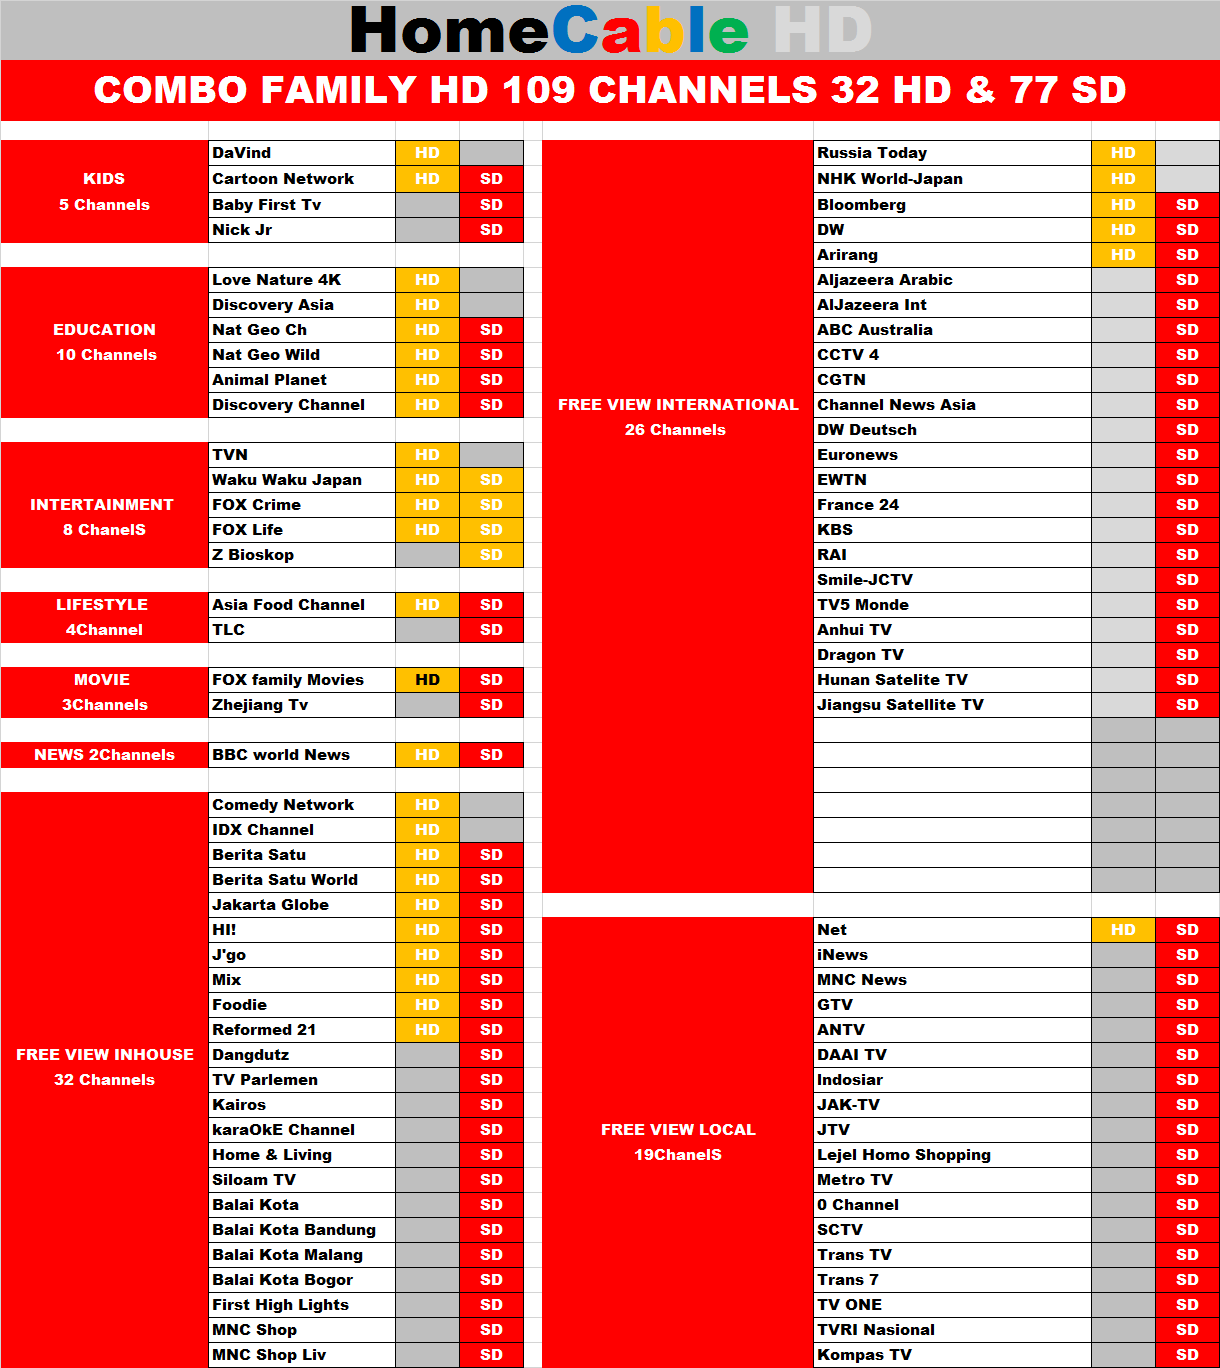 HomeCable HD
COMBO FAMILY HD 109 CHANNELS 32 HD & 77 SD
KIDS
5 Channels
DaVind HD
Cartoon Network HD SD
Baby First Tv SD
Nick Jr SD
EDUCATION
10 Channels
Love Nature 4K HD
Discovery Asia HD
Nat Geo Ch HD SD
Nat Geo Wild HD SD
Animal Planet HD SD
Discovery Channel HD SD
INTERTAINMENT
8 ChanelS
TVN HD
Waku Waku Japan HD SD
FOX Crime HD SD
FOX Life HD SD
Z Bioskop SD
LIFESTYLE
4Channel
Asia Food Channel HD SD
TLC SD
MOVIE
3Channels
FOX family Movies HD SD
Zhejiang Tv SD
NEWS 2Channels
BBC world News HD SD
FREE VIEW INHOUSE
32 Channels
Comedy Network HD
IDX Channel HD
Berita Satu HD SD
Berita Satu World HD SD
Jakarta Globe HD SD
HI! HD SD
J'go HD SD
Mix HD SD
Foodie HD SD
Reformed 21 HD SD
Dangdutz SD
TV Parlemen SD
Kairos SD
karaOkE Channel SD
Home & Living SD
Siloam TV SD
Balai Kota SD
Balai Kota Bandung SD
Balai Kota Malang SD
Balai Kota Bogor SD
First High Lights SD
MNC Shop SD
MNC Shop Liv SD
FREE VIEW INTERNATIONAL
26 Channels
Russia Today HD
NHK World-Japan HD
Bloomberg HD SD
DW HD SD
Arirang HD SD
Aljazeera Arabic SD
AlJazeera Int SD
ABC Australia SD
CCTV 4 SD
CGTN SD
Channel News Asia SD
DW Deutsch SD
Euronews SD
EWTN SD
France 24 SD
KBS SD
RAI SD
Smile-JCTV SD
TV5 Monde SD
Anhui TV SD
Dragon TV SD
Hunan Satelite TV SD
Jiangsu Satellite TV SD
FREE VIEW LOCAL
19ChanelS
Net HD SD
iNews SD
MNC News SD
GTV SD
ANTV SD
DAAI TV SD
Indosiar SD
JAK-TV SD
JTV SD
Lejel Homo Shopping SD
Metro TV SD
0 Channel SD
SCTV SD
Trans TV SD
Trans 7 SD
TV ONE SD
TVRI Nasional SD
Kompas TV SD